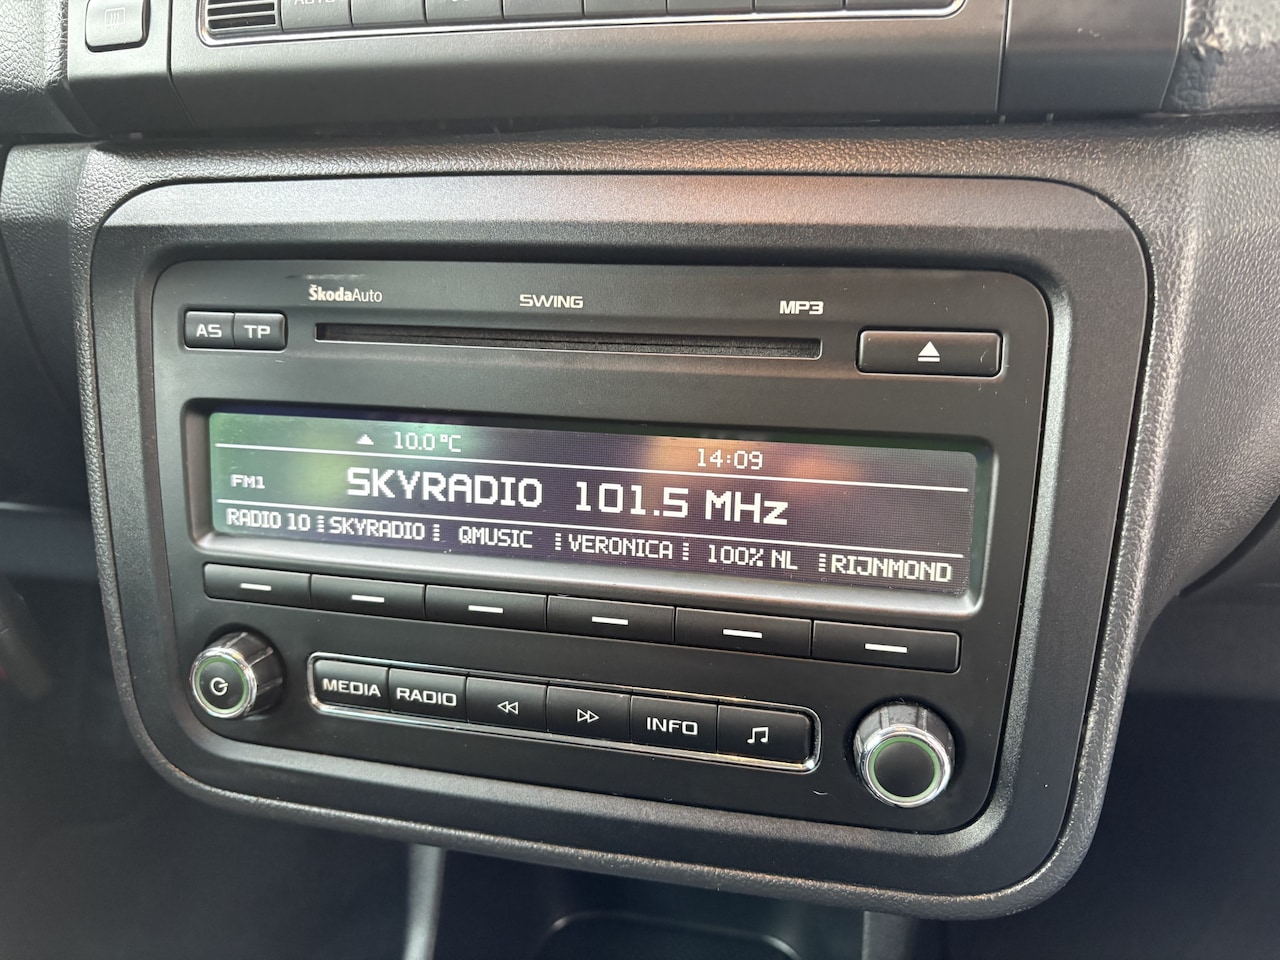 ŠkodaAuto SWING MP3
AS TP
10.0°C 14:09
FM1 SKYRADIO 101.5 MHz
RADIO 10 SKYRADIO QMUSIC VERONICA 100% NL RIJNMOND
MEDIA RADIO INFO